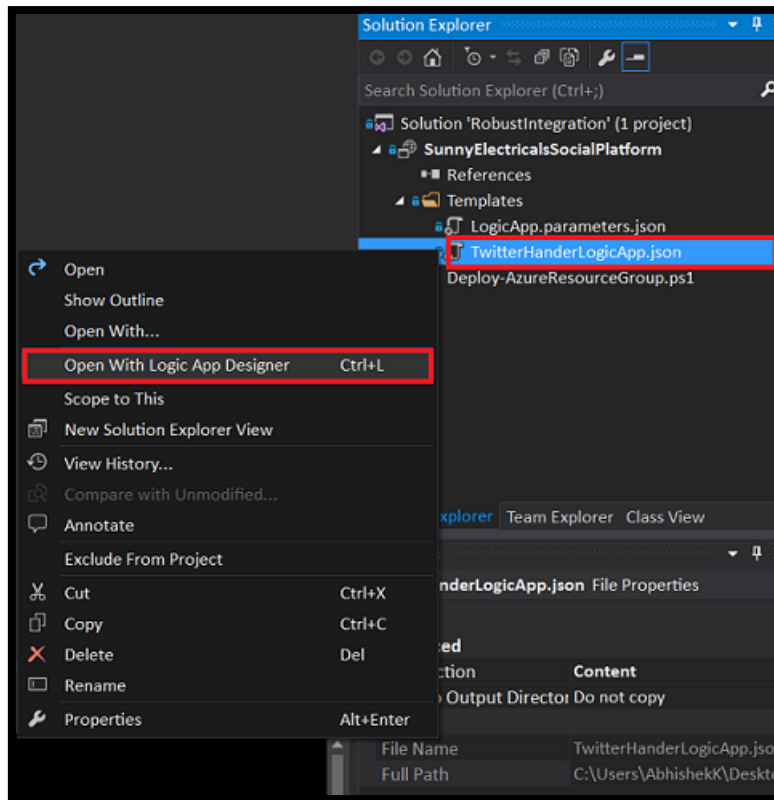 Solution Explorer
Search Solution Explorer (Ctrl+;)
Solution 'RobustIntegration' (1 project)
SunnyElectricalsSocialPlatform
References
Templates
LogicApp.parameters.json
TwitterHanderLogicApp.json
Deploy-AzureResourceGroup.ps1
Open
Show Outline
Open With...
Open With Logic App Designer Ctrl+L
Scope to This
New Solution Explorer View
View History...
Compare with Unmodified...
Annotate
Exclude From Project
Cut Ctrl+X
Copy Ctrl+C
Delete Del
Rename
Properties Alt+Enter
xplorer Team Explorer Class View
nderLogicApp.json File Properties
ed
ction Content
Output Director Do not copy
File Name TwitterHanderLogicApp.jso
Full Path C:\Users\AbhishekK\Deskt